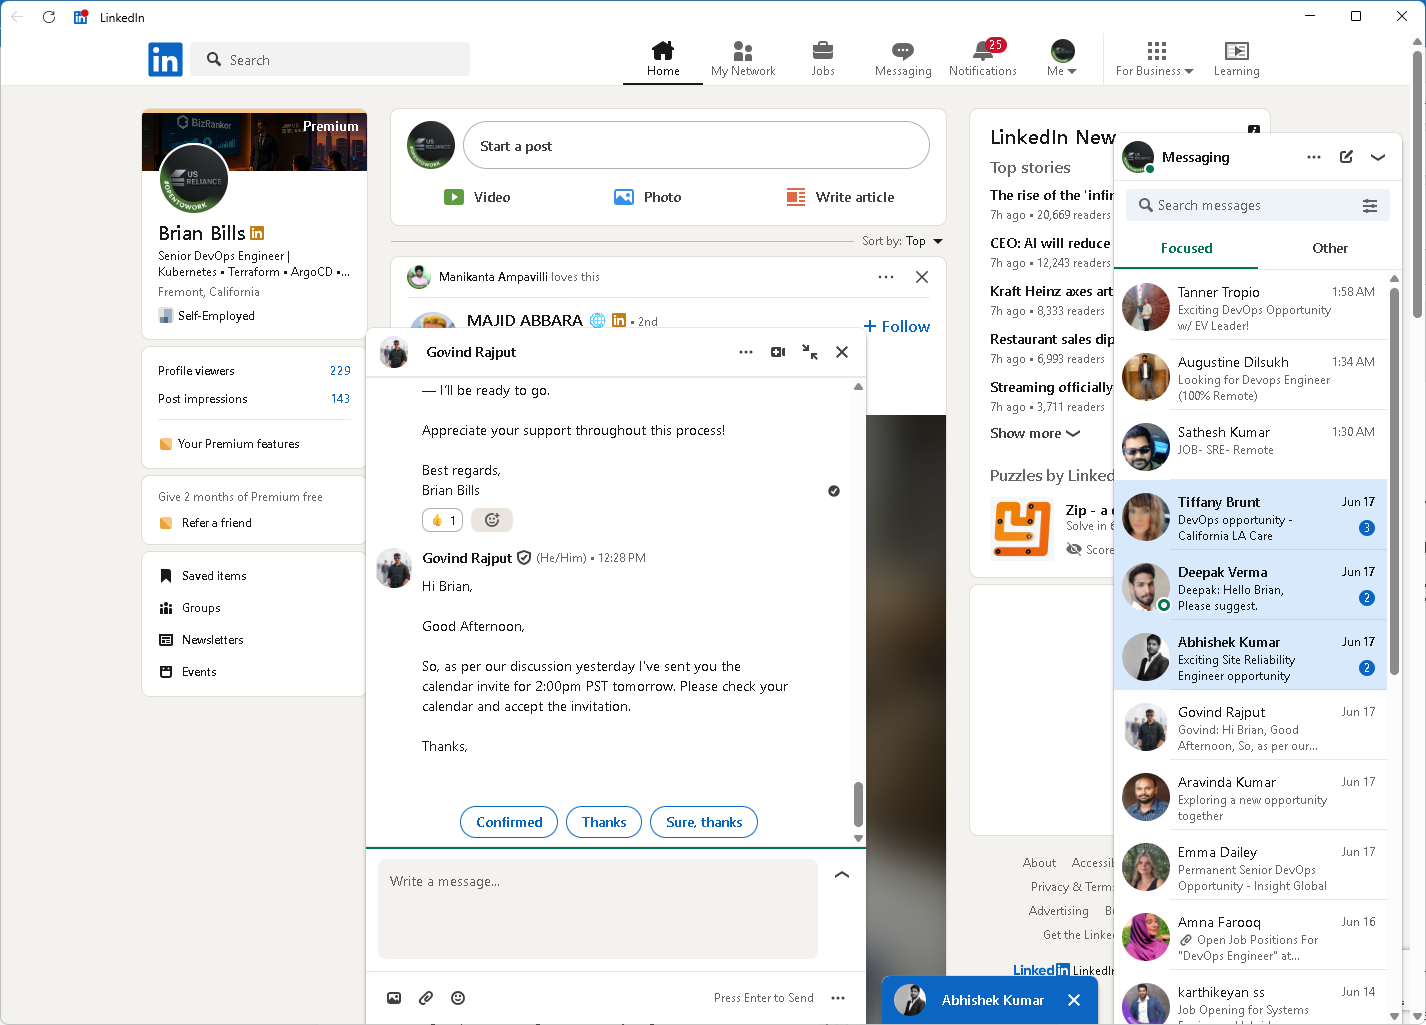 LinkedIn
in
Search
Home
My Network
Jobs
Messaging
25
Notifications
Me
For Business
Learning
BizRanker
Premium
US
RELIANCE
#OPENTOWORK
Brian Bills
Senior DevOps Engineer |
Kubernetes • Terraform • ArgoCD •...
Fremont, California
Self-Employed
Profile viewers 229
Post impressions 143
Your Premium features
Give 2 months of Premium free
Refer a friend
Saved items
Groups
Newsletters
Events
Start a post
Video
Photo
Write article
Sort by: Top
Manikanta Ampavilli loves this
MAJID ABBARA • 2nd
+ Follow
Govind Rajput
— I'll be ready to go.
Appreciate your support throughout this process!
Best regards,
Brian Bills
1
Govind Rajput (He/Him) • 12:28 PM
Hi Brian,
Good Afternoon,
So, as per our discussion yesterday I've sent you the
calendar invite for 2:00pm PST tomorrow. Please check your
calendar and accept the invitation.
Thanks,
Confirmed
Thanks
Sure, thanks
Write a message...
Press Enter to Send
LinkedIn New
Top stories
The rise of the 'infir
7h ago • 20,669 readers
CEO: AI will reduce
7h ago • 12,243 readers
Kraft Heinz axes art
7h ago • 8,333 readers
Restaurant sales dip
7h ago • 6,993 readers
Streaming officially
7h ago • 3,711 readers
Show more
Puzzles by Linked
Zip - a
Solve in 6
Score
About Accessib
Privacy & Terms
Advertising Bu
Get the Linked
Linkedin LinkedIn
Messaging
Search messages
Focused
Other
Tanner Tropio 1:58 AM
Exciting DevOps Opportunity
w/ EV Leader!
Augustine Dilsukh 1:34 AM
Looking for Devops Engineer
(100% Remote)
Sathesh Kumar 1:30 AM
JOB- SRE- Remote
Tiffany Brunt Jun 17
DevOps opportunity -
California LA Care
3
Deepak Verma Jun 17
Deepak: Hello Brian,
Please suggest.
2
Abhishek Kumar Jun 17
Exciting Site Reliability
Engineer opportunity
2
Govind Rajput Jun 17
Govind: Hi Brian, Good
Afternoon, So, as per our...
Aravinda Kumar Jun 17
Exploring a new opportunity
together
Emma Dailey Jun 17
Permanent Senior DevOps
Opportunity - Insight Global
Amna Farooq Jun 16
Open Job Positions For
"DevOps Engineer" at...
karthikeyan ss Jun 14
Job Opening for Systems
Abhishek Kumar